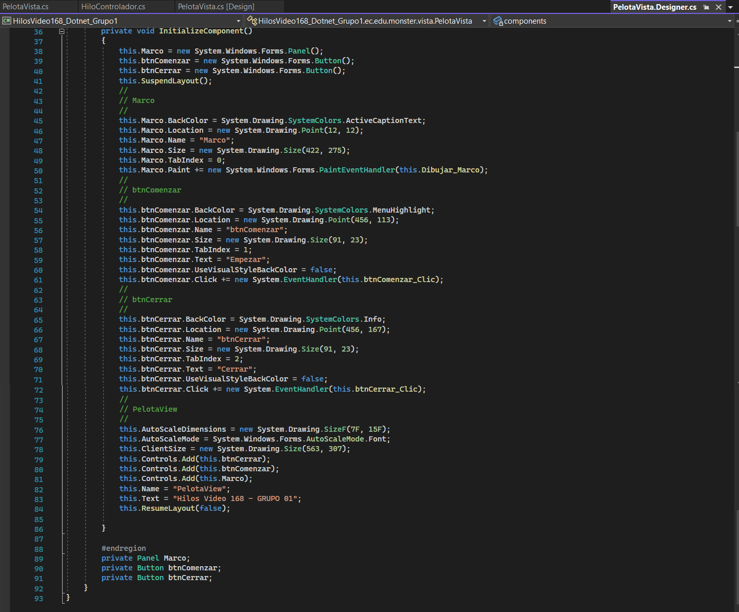 PelotaVista.cs HiloControlador.cs PelotaVista.cs [Design] PelotaVista.Designer.cs
HilosVideo168_Dotnet_Grupo1 HilosVideo168_Dotnet_Grupo1.ec.edu.monster.vista.PelotaVista components
36 private void InitializeComponent()
37 {
38 this.Marco = new System.Windows.Forms.Panel();
39 this.btnComenzar = new System.Windows.Forms.Button();
40 this.btnCerrar = new System.Windows.Forms.Button();
41 this.SuspendLayout();
42 //
43 // Marco
44 //
45 this.Marco.BackColor = System.Drawing.SystemColors.ActiveCaptionText;
46 this.Marco.Location = new System.Drawing.Point(12, 12);
47 this.Marco.Name = "Marco";
48 this.Marco.Size = new System.Drawing.Size(422, 275);
49 this.Marco.TabIndex = 0;
50 this.Marco.Paint += new System.Windows.Forms.PaintEventHandler(this.Dibujar_Marco);
51 //
52 // btnComenzar
53 //
54 this.btnComenzar.BackColor = System.Drawing.SystemColors.MenuHighlight;
55 this.btnComenzar.Location = new System.Drawing.Point(456, 113);
56 this.btnComenzar.Name = "btnComenzar";
57 this.btnComenzar.Size = new System.Drawing.Size(91, 23);
58 this.btnComenzar.TabIndex = 1;
59 this.btnComenzar.Text = "Empezar";
60 this.btnComenzar.UseVisualStyleBackColor = false;
61 this.btnComenzar.Click += new System.EventHandler(this.btnComenzar_Clic);
62 //
63 // btnCerrar
64 //
65 this.btnCerrar.BackColor = System.Drawing.SystemColors.Info;
66 this.btnCerrar.Location = new System.Drawing.Point(456, 167);
67 this.btnCerrar.Name = "btnCerrar";
68 this.btnCerrar.Size = new System.Drawing.Size(91, 23);
69 this.btnCerrar.TabIndex = 2;
70 this.btnCerrar.Text = "Cerrar";
71 this.btnCerrar.UseVisualStyleBackColor = false;
72 this.btnCerrar.Click += new System.EventHandler(this.btnCerrar_Clic);
73 //
74 // PelotaView
75 //
76 this.AutoScaleDimensions = new System.Drawing.SizeF(7F, 15F);
77 this.AutoScaleMode = System.Windows.Forms.AutoScaleMode.Font;
78 this.ClientSize = new System.Drawing.Size(563, 307);
79 this.Controls.Add(this.btnCerrar);
80 this.Controls.Add(this.btnComenzar);
81 this.Controls.Add(this.Marco);
82 this.Name = "PelotaView";
83 this.Text = "Hilos Video 168 - GRUPO 01";
84 this.ResumeLayout(false);
85
86 }
87
88 #endregion
89 private Panel Marco;
90 private Button btnComenzar;
91 private Button btnCerrar;
92 }
93 }